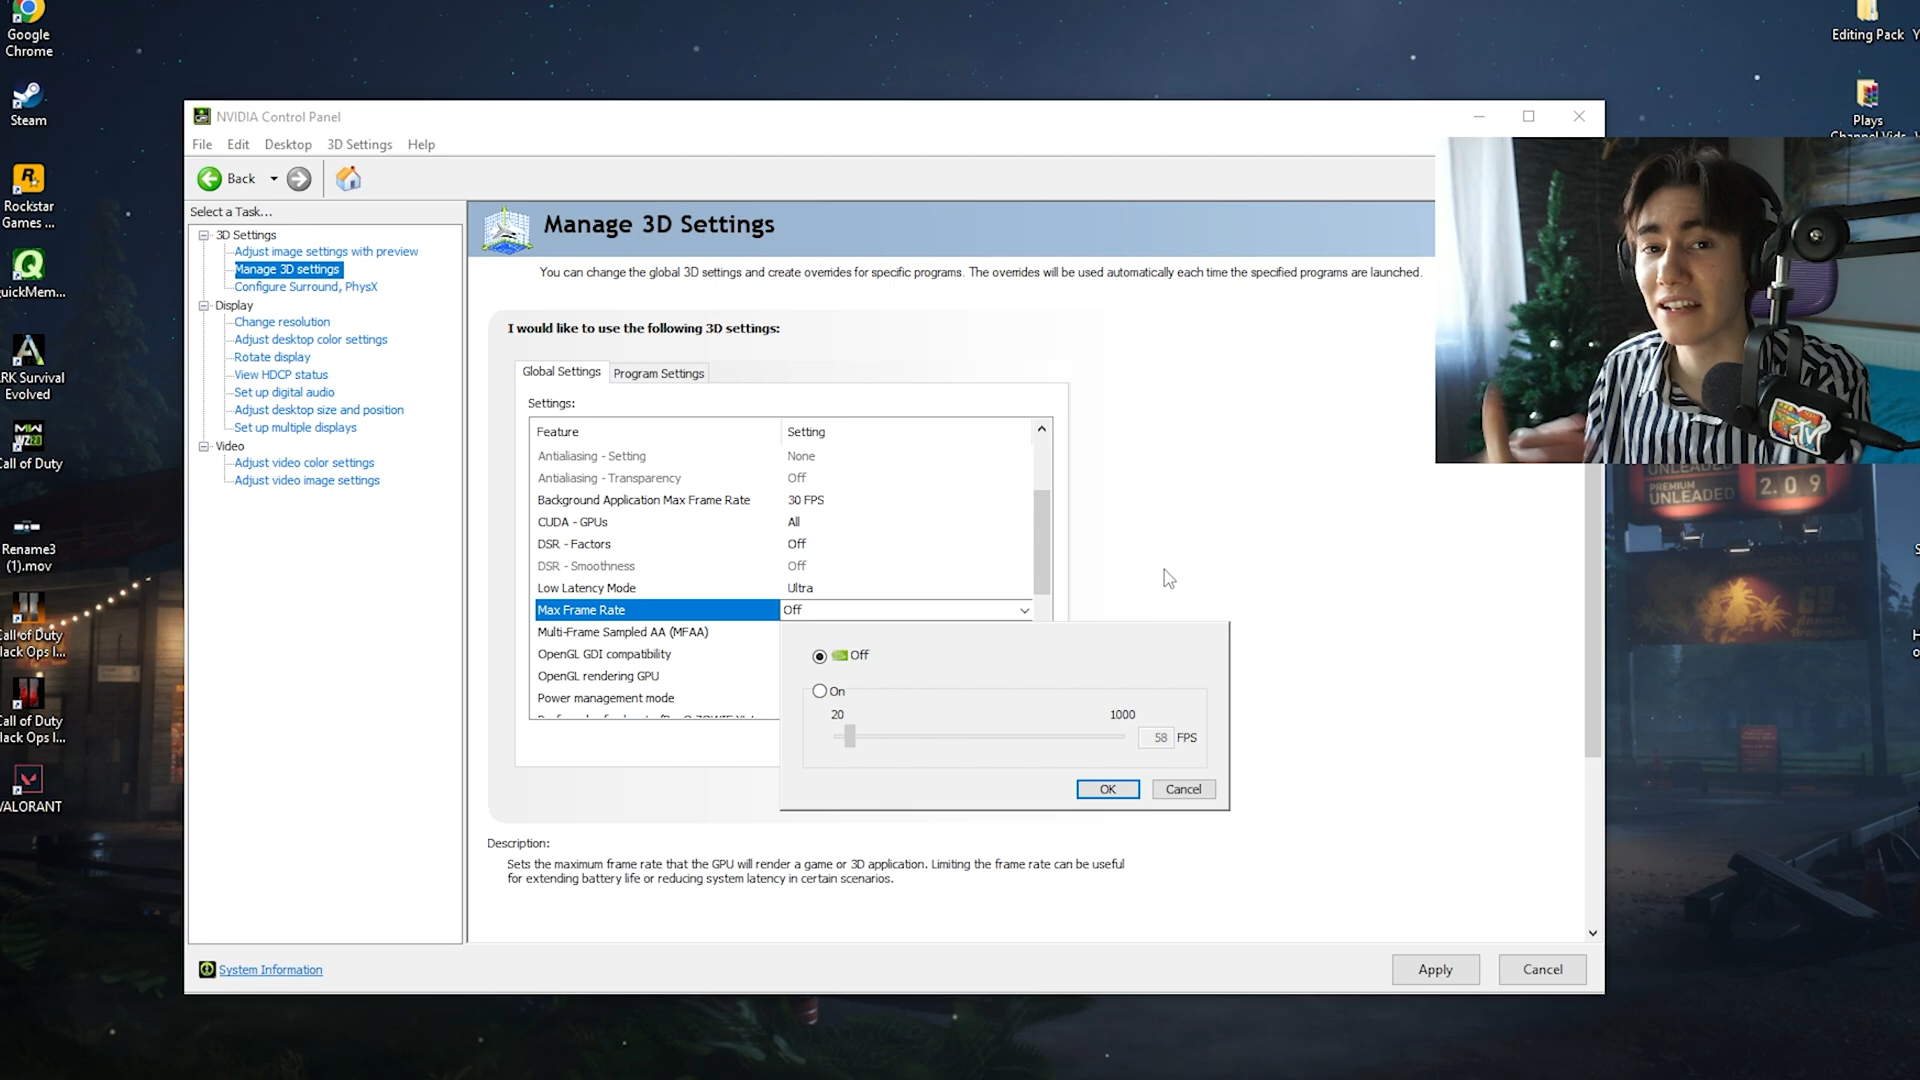 Google
Chrome
Steam
Rockstar
Games ...
uickMem...
RK Survival
Evolved
MW
WZ2.0
Call of Duty
Rename3
(1).mov
Call of Duty
lack Ops I...
Call of Duty
lack Ops I...
VALORANT
Editing Pack
Y
Plays
Channel Vids
NVIDIA Control Panel
File Edit Desktop 3D Settings Help
Back
Select a Task...
3D Settings
Adjust image settings with preview
Manage 3D settings
Configure Surround, PhysX
Display
Change resolution
Adjust desktop color settings
Rotate display
View HDCP status
Set up digital audio
Adjust desktop size and position
Set up multiple displays
Video
Adjust video color settings
Adjust video image settings
System Information
Manage 3D Settings
You can change the global 3D settings and create overrides for specific programs. The overrides will be used automatically each time the specified programs are launched.
I would like to use the following 3D settings:
Global Settings Program Settings
Settings:
Feature Setting
Antialiasing - Setting None
Antialiasing - Transparency Off
Background Application Max Frame Rate 30 FPS
CUDA - GPUs All
DSR - Factors Off
DSR - Smoothness Off
Low Latency Mode Ultra
Max Frame Rate Off
Multi-Frame Sampled AA (MFAA)
OpenGL GDI compatibility
OpenGL rendering GPU
Power management mode
Off
On
20 1000
58 FPS
OK Cancel
Description:
Sets the maximum frame rate that the GPU will render a game or 3D application. Limiting the frame rate can be useful
for extending battery life or reducing system latency in certain scenarios.
Apply Cancel
UNLEADED
PREMIUM
UNLEADED
2.09